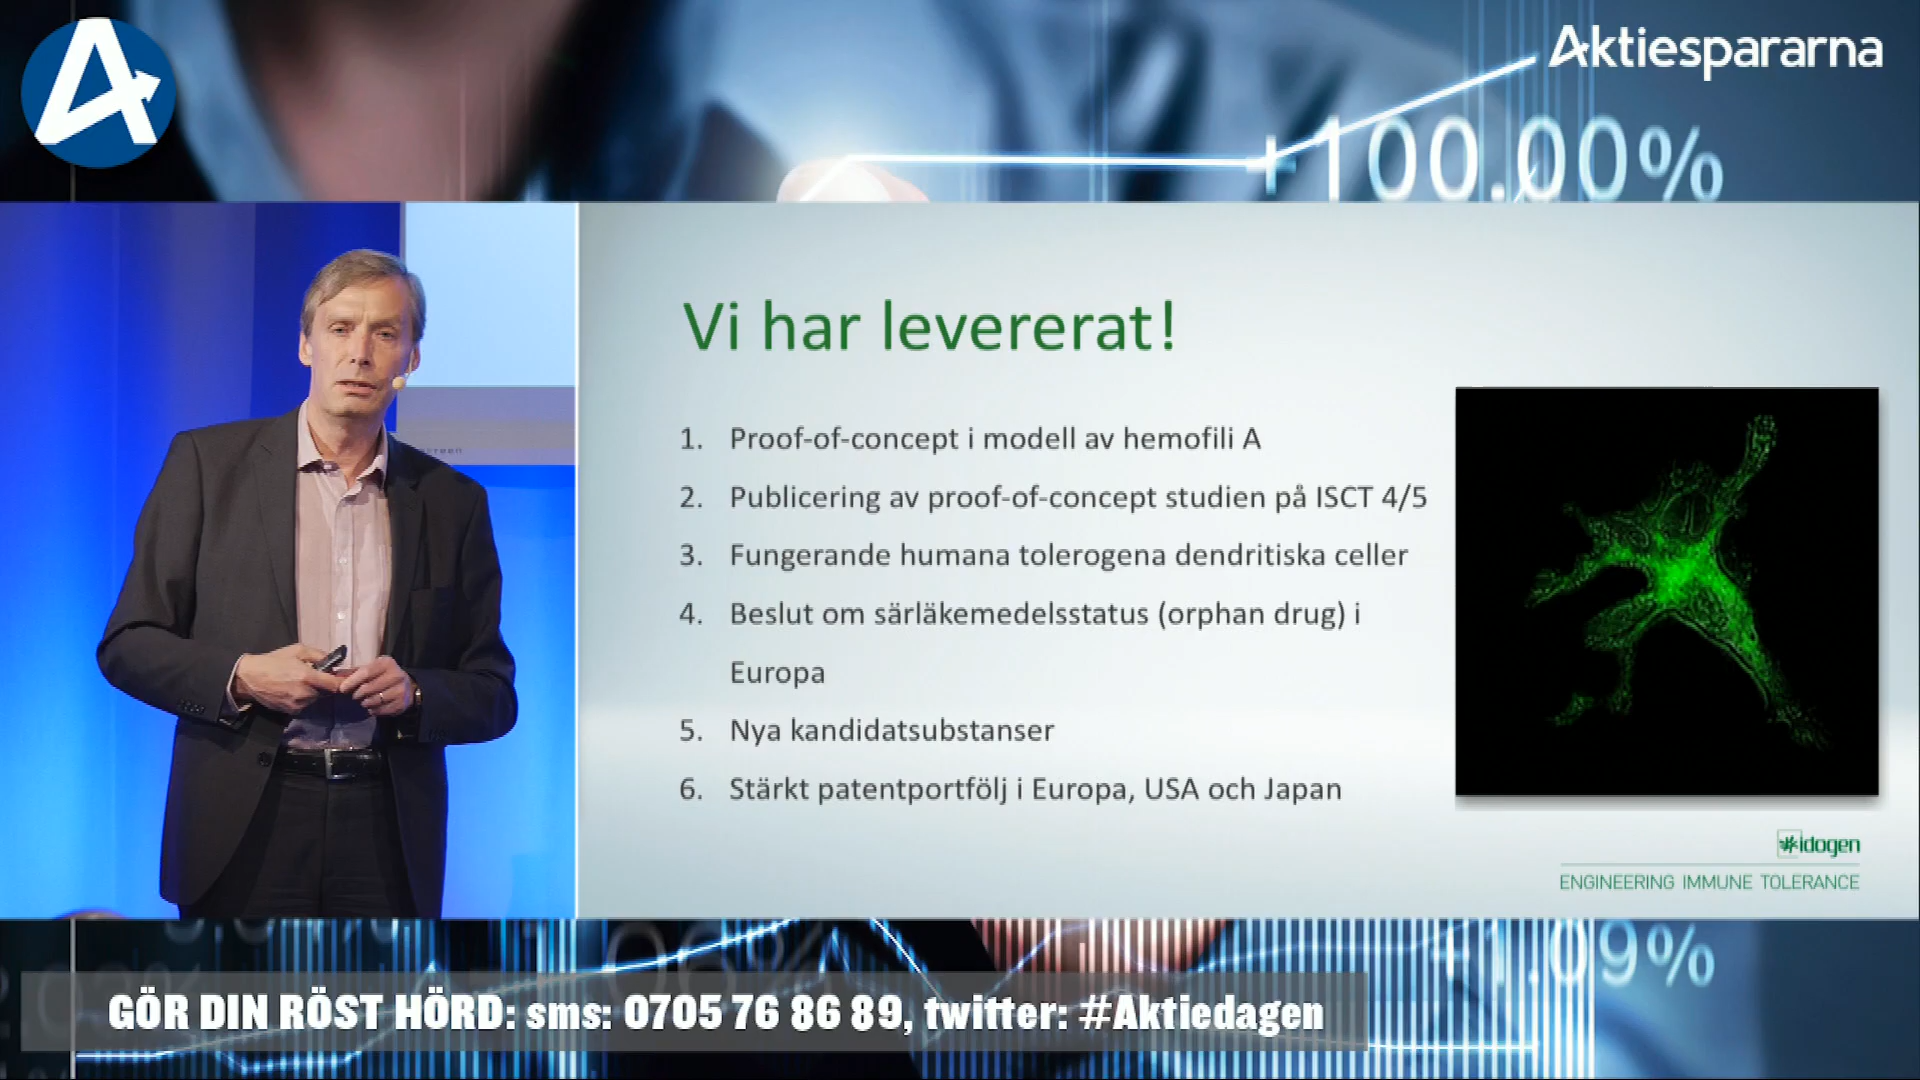 Aktiespararna
+100.00%
Vi har levererat!
1. Proof-of-concept i modell av hemofili A
2. Publicering av proof-of-concept studien på ISCT 4/5
3. Fungerande humana tolerogena dendritiska celler
4. Beslut om särläkemedelsstatus (orphan drug) i
Europa
5. Nya kandidatsubstanser
6. Stärkt patentportfölj i Europa, USA och Japan
idogen
ENGINEERING IMMUNE TOLERANCE
+1.09%
GÖR DIN RÖST HÖRD: sms: 0705 76 86 89, twitter: #Aktiedagen